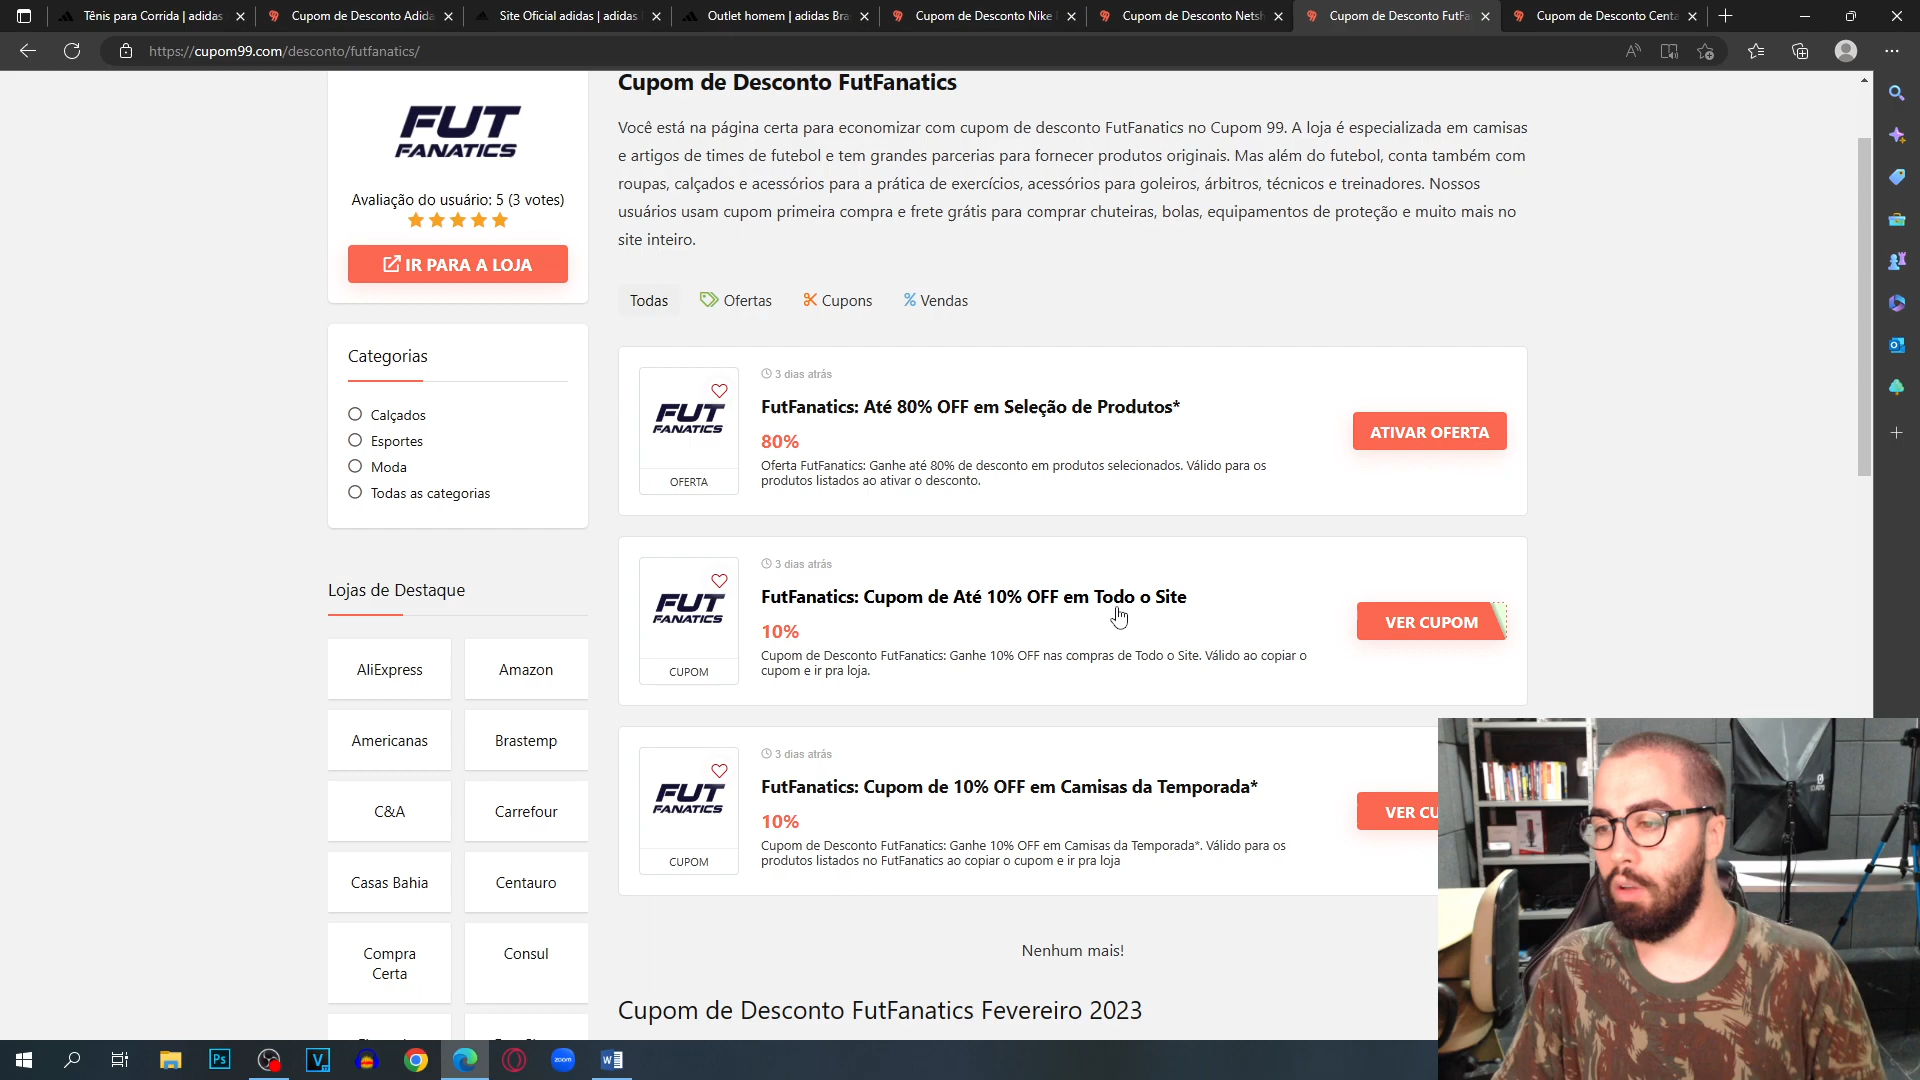 Tênis para Corrida | adidas
Cupom de Desconto Adida
Site Oficial adidas | adidas
Outlet homem | adidas Bra
Cupom de Desconto Nike
Cupom de Desconto Netsh
Cupom de Desconto FutFa
Cupom de Desconto Centa
https://cupom99.com/desconto/futfanatics/
FUT
FANATICS
Avaliação do usuário: 5 (3 votes)
IR PARA A LOJA
Categorias
Calçados
Esportes
Moda
Todas as categorias
Lojas de Destaque
AliExpress
Amazon
Americanas
Brastemp
C&A
Carrefour
Casas Bahia
Centauro
Compra
Certa
Consul
Cupom de Desconto FutFanatics
Você está na página certa para economizar com cupom de desconto FutFanatics no Cupom 99. A loja é especializada em camisas
e artigos de times de futebol e tem grandes parcerias para fornecer produtos originais. Mas além do futebol, conta também com
roupas, calçados e acessórios para a prática de exercícios, acessórios para goleiros, árbitros, técnicos e treinadores. Nossos
usuários usam cupom primeira compra e frete grátis para comprar chuteiras, bolas, equipamentos de proteção e muito mais no
site inteiro.
Todas
Ofertas
Cupons
Vendas
FUT
FANATICS
OFERTA
3 dias atrás
FutFanatics: Até 80% OFF em Seleção de Produtos*
80%
Oferta FutFanatics: Ganhe até 80% de desconto em produtos selecionados. Válido para os
produtos listados ao ativar o desconto.
ATIVAR OFERTA
FUT
FANATICS
CUPOM
3 dias atrás
FutFanatics: Cupom de Até 10% OFF em Todo o Site
10%
Cupom de Desconto FutFanatics: Ganhe 10% OFF nas compras de Todo o Site. Válido ao copiar o
cupom e ir pra loja.
VER CUPOM
FUT
FANATICS
CUPOM
3 dias atrás
FutFanatics: Cupom de 10% OFF em Camisas da Temporada*
10%
Cupom de Desconto FutFanatics: Ganhe 10% OFF em Camisas da Temporada*. Válido para os
produtos listados no FutFanatics ao copiar o cupom e ir pra loja
VER CU
Nenhum mais!
Cupom de Desconto FutFanatics Fevereiro 2023
Ps
V
zoom
W